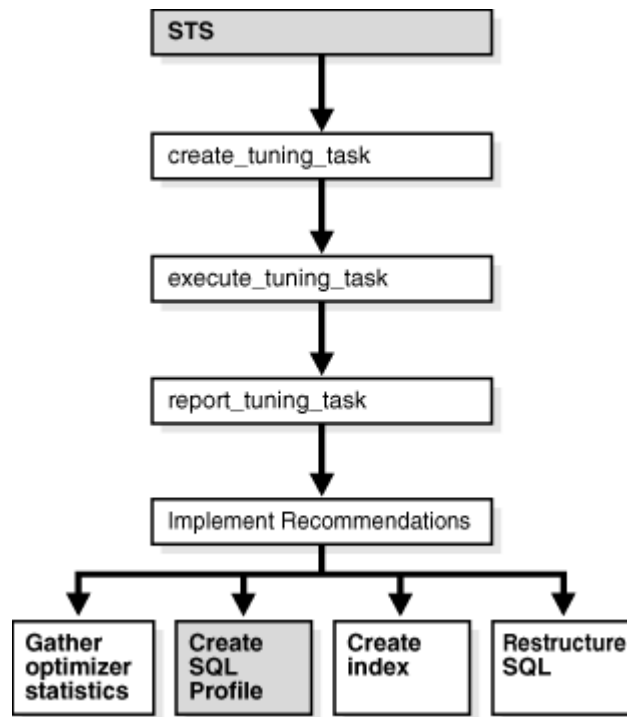 STS
create_tuning_task
execute_tuning_task
report_tuning_task
Implement Recommendations
Gather
optimizer
statistics
Create
SQL
Profile
Create
index
Restructure
SQL